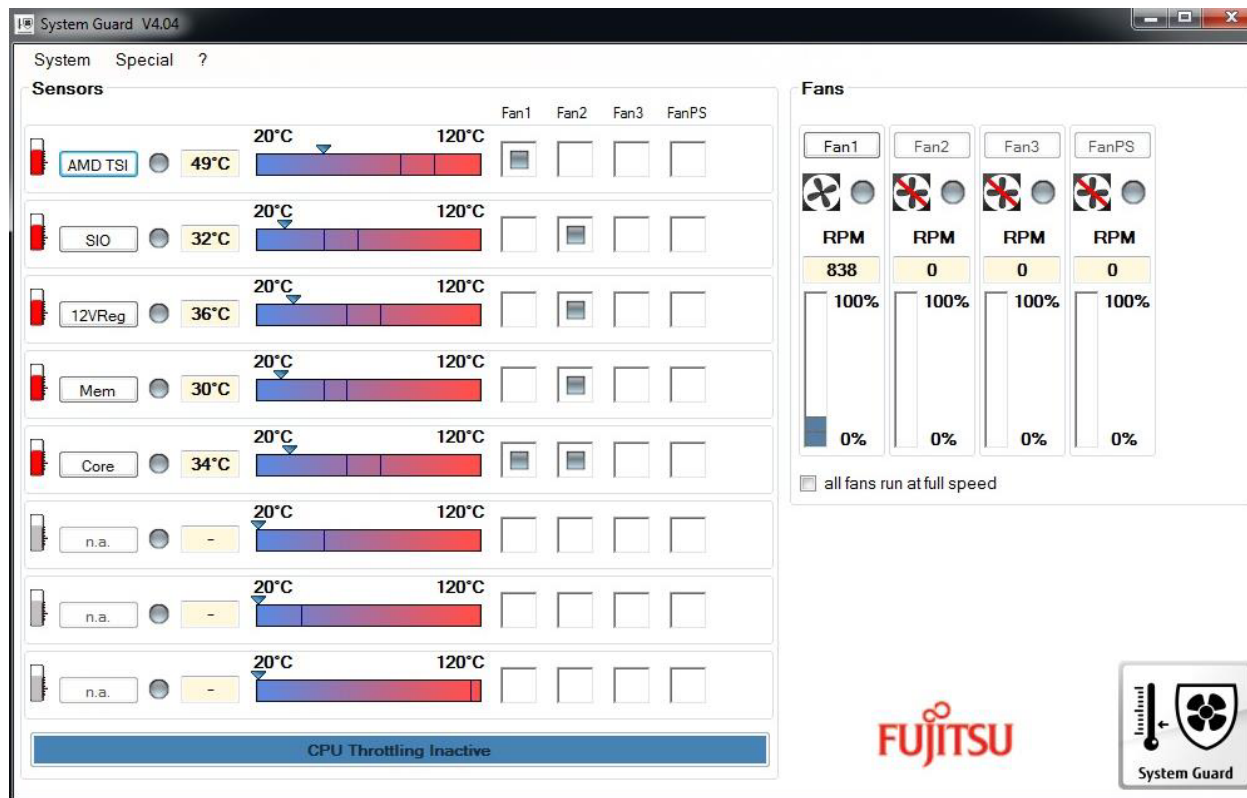 System Guard V4.04
System Special ?
Sensors
Fan1 Fan2 Fan3 FanPS
20°C 120°C
AMD TSI 49°C
20°C 120°C
SIO 32°C
20°C 120°C
12VReg 36°C
20°C 120°C
Mem 30°C
20°C 120°C
Core 34°C
20°C 120°C
n.a. -
20°C 120°C
n.a. -
20°C 120°C
n.a. -
CPU Throttling Inactive
Fans
Fan1 Fan2 Fan3 FanPS
RPM RPM RPM RPM
838 0 0 0
100% 100% 100% 100%
0% 0% 0% 0%
all fans run at full speed
FUJITSU
System Guard